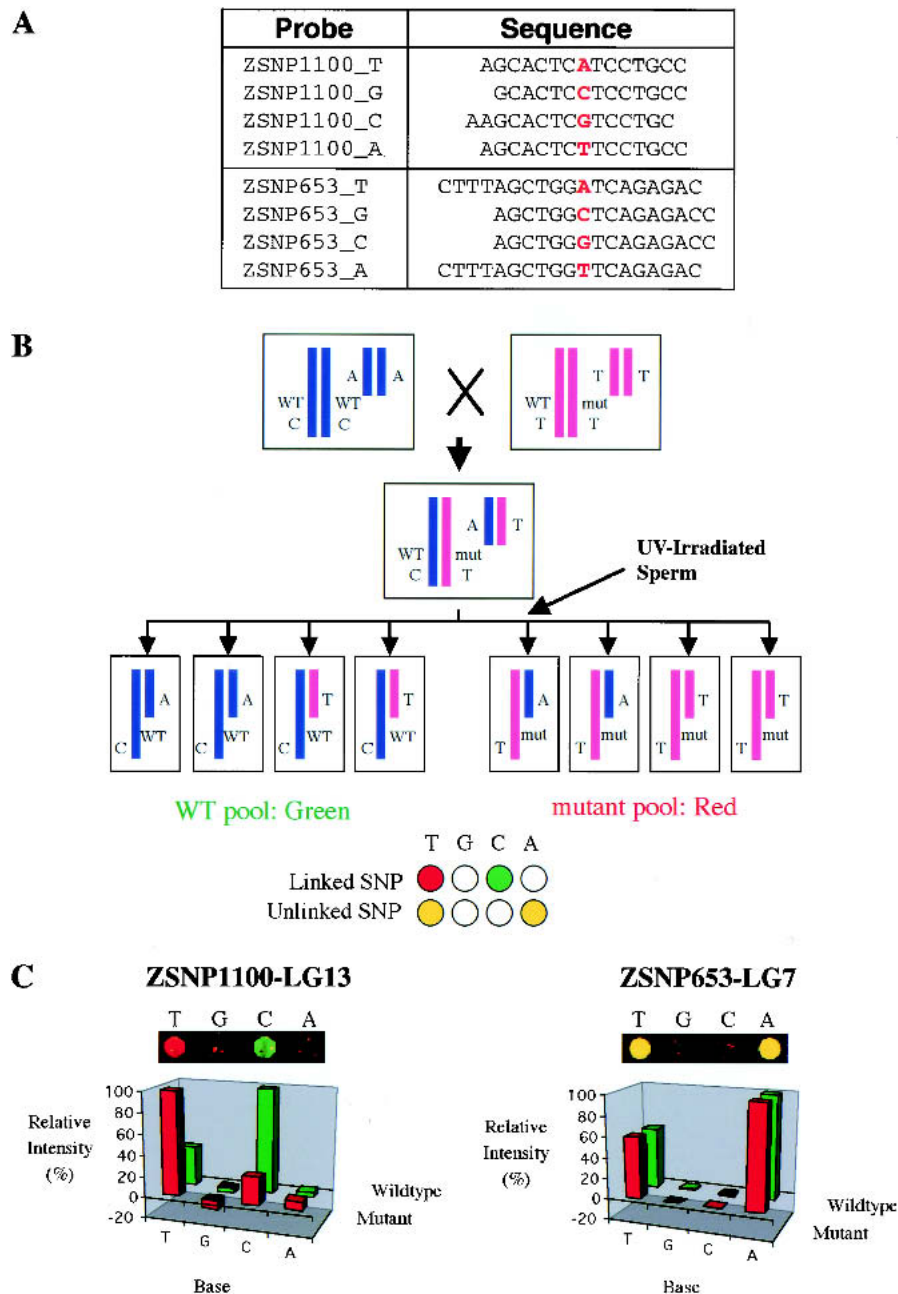 A
Probe Sequence
ZSNP1100_T AGCACTCATCCTGCC
ZSNP1100_G GCACTCCTCCTGCC
ZSNP1100_C AAGCACTCGTCCTGC
ZSNP1100_A AGCACTCTTCCTGCC
ZSNP653_T CTTTAGCTGGATCAGAGAC
ZSNP653_G AGCTGGCTCAGAGACC
ZSNP653_C AGCTGGGTCAGAGACC
ZSNP653_A CTTTAGCTGGTTCAGAGAC
B
A A T T
WT WT WT mut
C C T T
A T
WT mut
C T
UV-Irradiated
Sperm
A A T T A A T T
WT WT WT WT mut mut mut mut
C C C C T T T T
WT pool: Green mutant pool: Red
T G C A
Linked SNP
Unlinked SNP
C
ZSNP1100-LG13 ZSNP653-LG7
T G C A T G C A
Relative
Intensity
(%)
100
80
60
40
20
0
-20
T G C A
Wildtype
Mutant
Base
Relative
Intensity
(%)
100
80
60
40
20
0
-20
T G C A
Wildtype
Mutant
Base